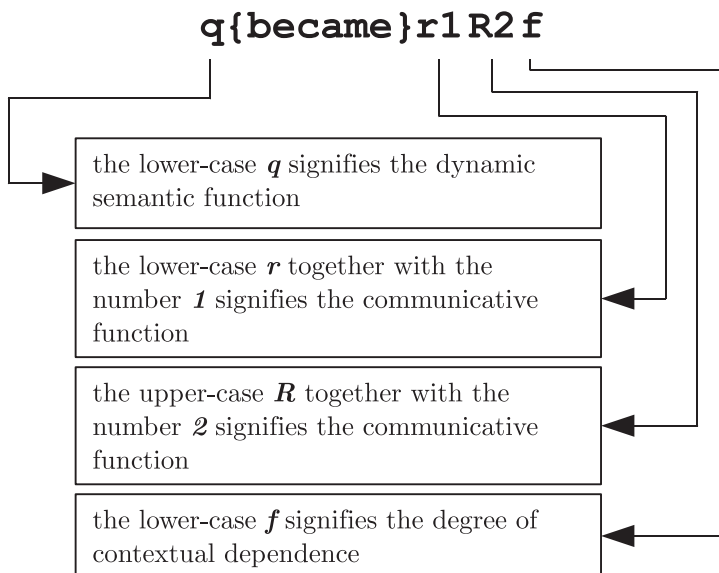 q{became}r1R2f
the lower-case q signifies the dynamic
semantic function
the lower-case r together with the
number 1 signifies the communicative
function
the upper-case R together with the
number 2 signifies the communicative
function
the lower-case f signifies the degree of
contextual dependence